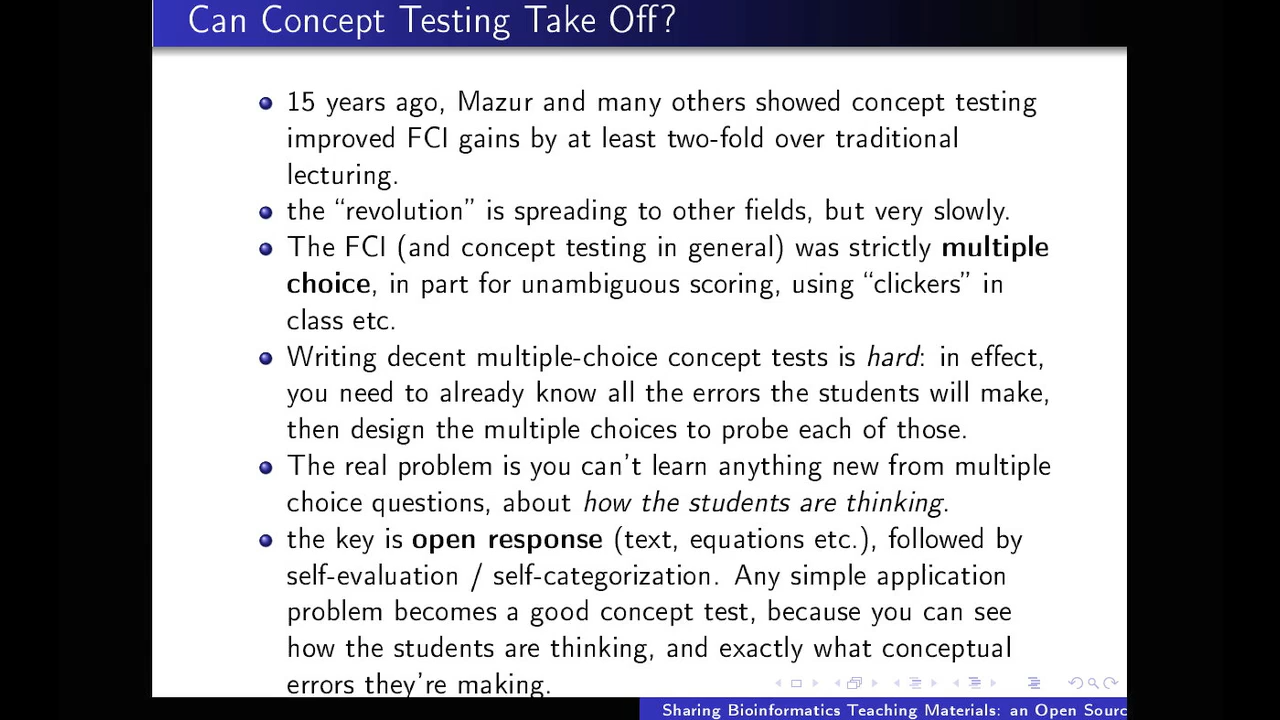 Can Concept Testing Take Off?
15 years ago, Mazur and many others showed concept testing
improved FCI gains by at least two-fold over traditional
lecturing.
the “revolution” is spreading to other fields, but very slowly.
The FCI (and concept testing in general) was strictly multiple
choice, in part for unambiguous scoring, using “clickers” in
class etc.
Writing decent multiple-choice concept tests is hard: in effect,
you need to already know all the errors the students will make,
then design the multiple choices to probe each of those.
The real problem is you can't learn anything new from multiple
choice questions, about how the students are thinking.
the key is open response (text, equations etc.), followed by
self-evaluation / self-categorization. Any simple application
problem becomes a good concept test, because you can see
how the students are thinking, and exactly what conceptual
errors they're making.
Sharing Bioinformatics Teaching Materials: an Open Sourc